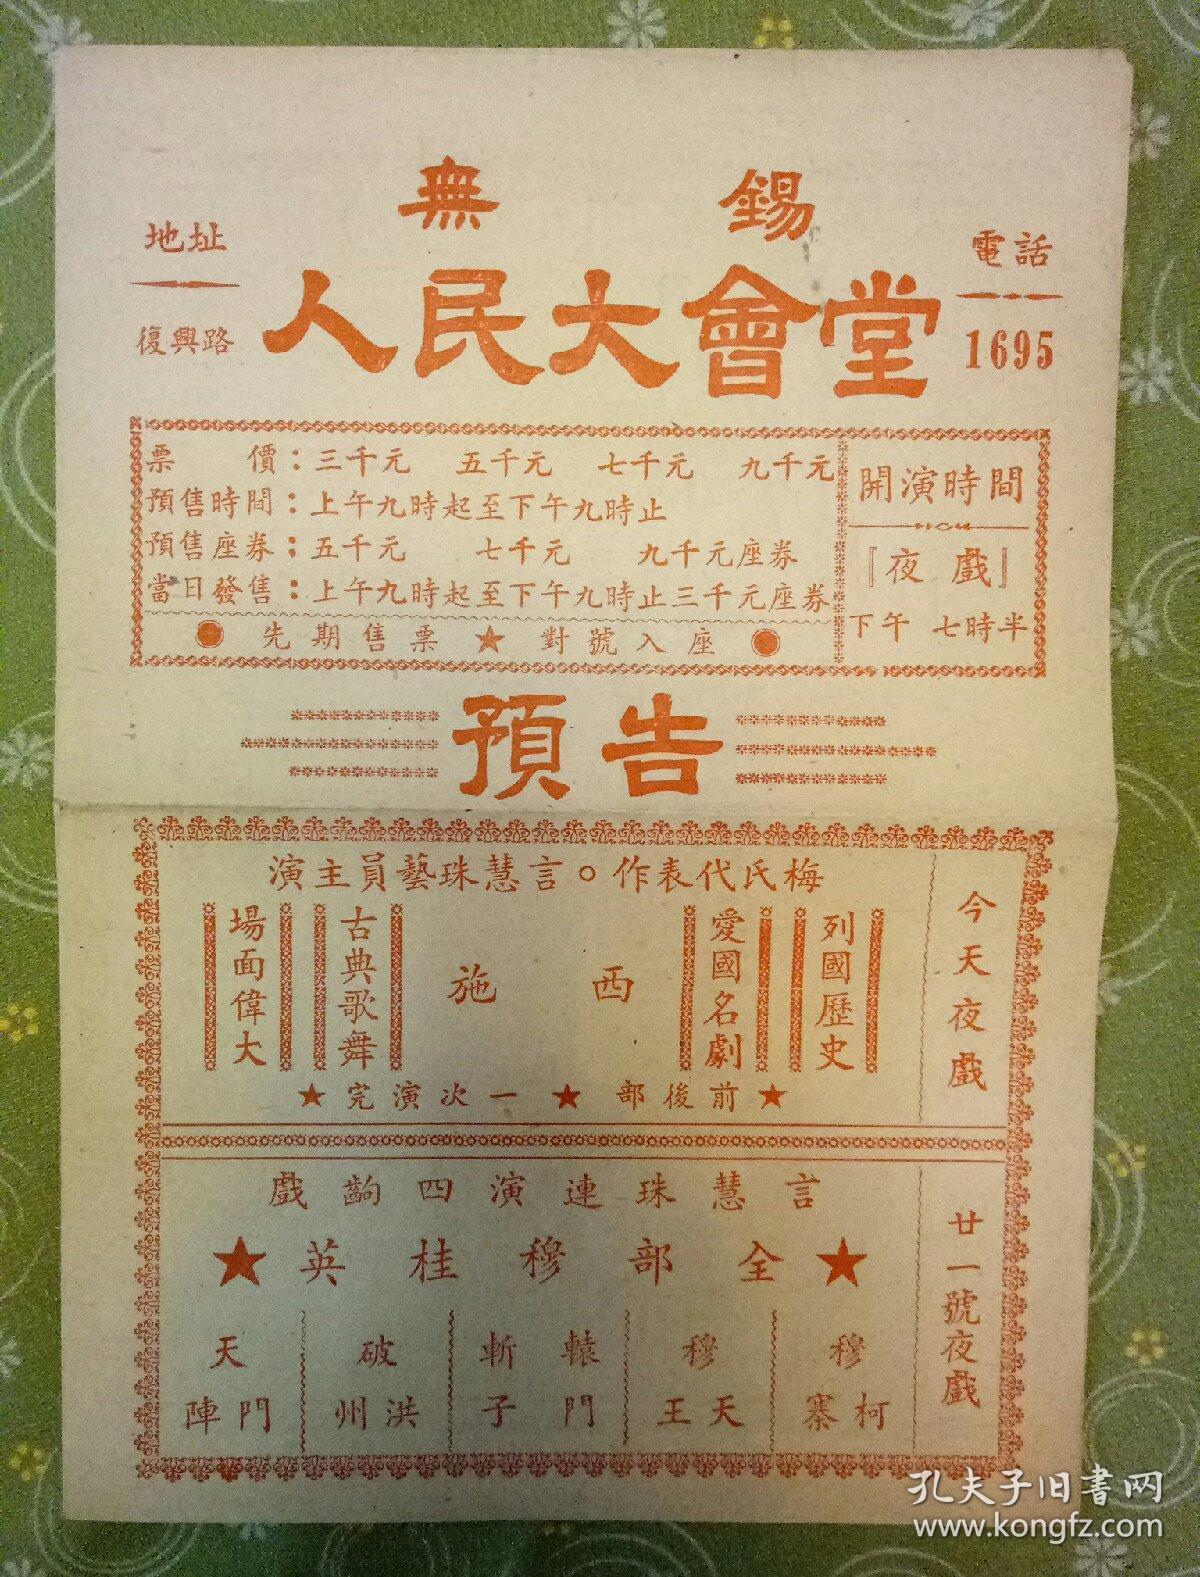 無錫
人民大會堂
地址
復興路
電話
1695
票價：三千元 五千元 七千元 九千元
預售時間：上午九時起至下午九時止
預售座券：五千元 七千元 九千元座券
當日發售：上午九時起至下午九時止三千元座券
●先期售票★對號入座●
開演時間
『夜戲』
下午七時半
預告
今天夜戲
梅氏代表作。言慧珠藝員主演
列國歷史
愛國名劇
西施
古典歌舞
場面偉大
★前後部★一次演完★
廿一號夜戲
言慧珠連演四齣戲
★全部穆桂英★
穆柯寨
穆天王
轅門斬子
破洪州
天門陣
孔夫子旧書网
www.kongfz.com